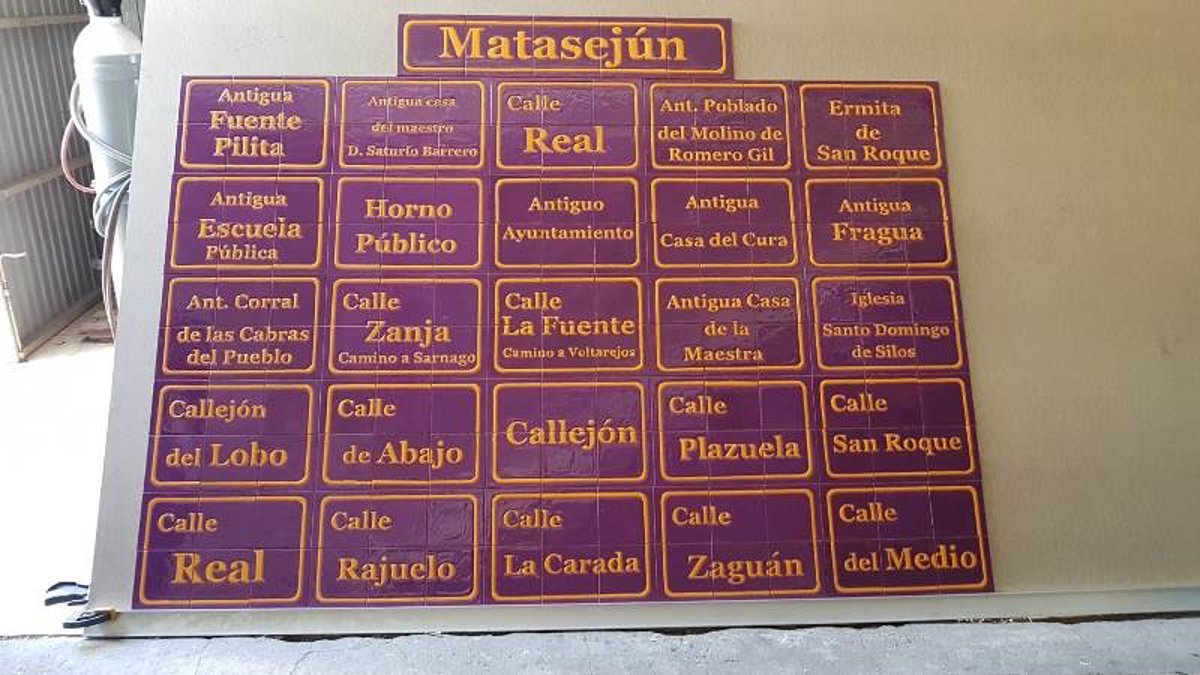 Matasejún
Antigua
Fuente
Pilita
Antigua casa
del maestro
D. Saturio Barrero
Calle
Real
Ant. Poblado
del Molino de
Romero Gil
Ermita
de
San Roque
Antigua
Escuela
Pública
Horno
Público
Antiguo
Ayuntamiento
Antigua
Casa del Cura
Antigua
Fragua
Ant. Corral
de las Cabras
del Pueblo
Calle
Zanja
Camino a Sarnago
Calle
La Fuente
Camino a Valtarejos
Antigua Casa
de la
Maestra
Iglesia
Santo Domingo
de Silos
Callejón
del Lobo
Calle
de Abajo
Callejón
Calle
Plazuela
Calle
San Roque
Calle
Real
Calle
Rajuelo
Calle
La Carada
Calle
Zaguán
Calle
del Medio